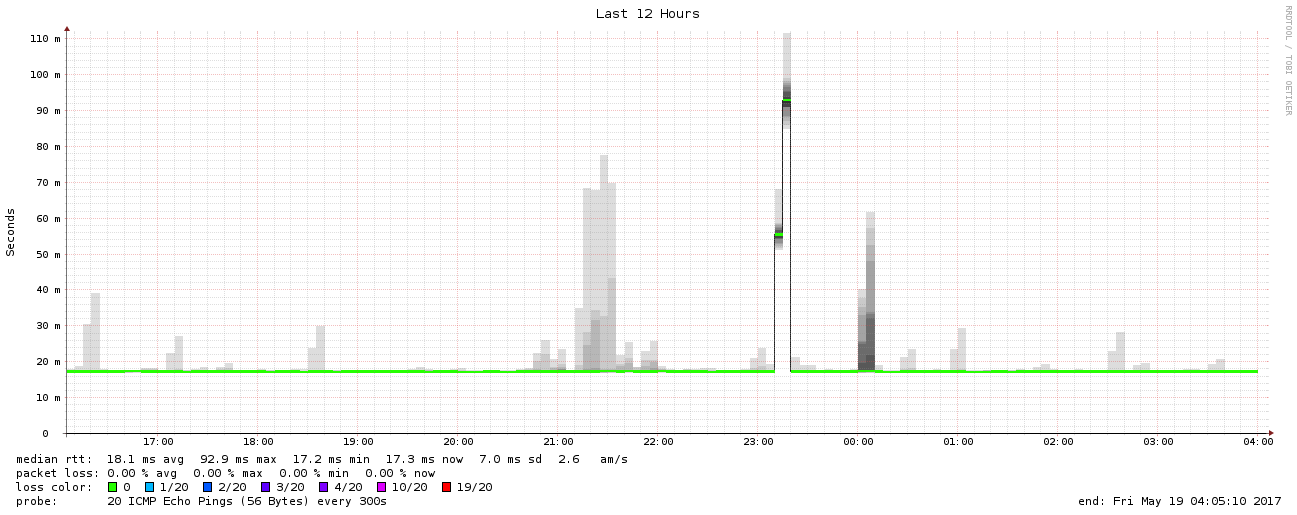 Last 12 Hours
RRDTOOL / TOBI OETIKER
Seconds
110 m
100 m
90 m
80 m
70 m
60 m
50 m
40 m
30 m
20 m
10 m
0
17:00 18:00 19:00 20:00 21:00 22:00 23:00 00:00 01:00 02:00 03:00 04:00
median rtt: 18.1 ms avg 92.9 ms max 17.2 ms min 17.3 ms now 7.0 ms sd 2.6 am/s
packet loss: 0.00 % avg 0.00 % max 0.00 % min 0.00 % now
loss color: 0 1/20 2/20 3/20 4/20 10/20 19/20
probe: 20 ICMP Echo Pings (56 Bytes) every 300s end: Fri May 19 04:05:10 2017